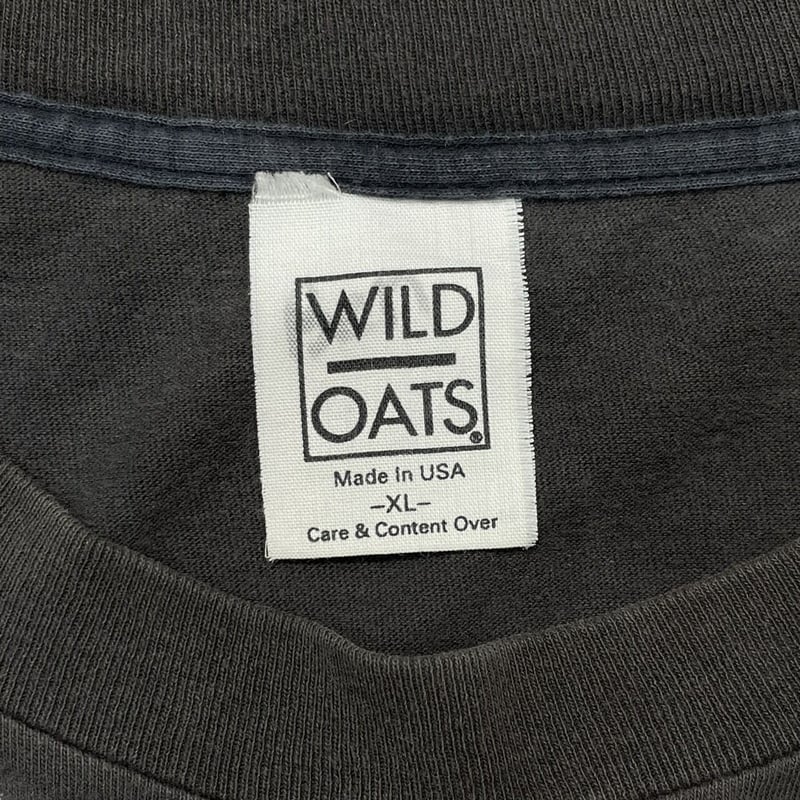 WILD
OATS®
Made In USA
–XL–
Care & Content Over